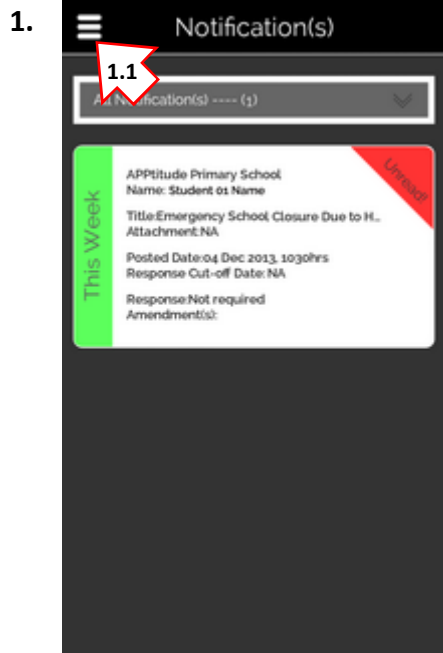 1.
Notification(s)
1.1
Notification(s) ---- (1)
This Week
Unread!
APPtitude Primary School
Name: Student 01 Name
Title:Emergency School Closure Due to H...
Attachment:NA
Posted Date:04 Dec 2013, 1030hrs
Response Cut-off Date: NA
Response:Not required
Amendment(s):